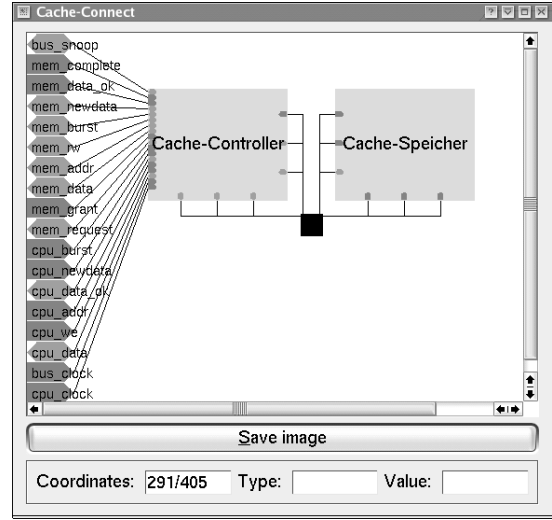 Cache-Connect
bus_snoop
mem_complete
mem_data_ok
mem_newdata
mem_burst
mem_rw
mem_addr
mem_data
mem_grant
mem_request
cpu_burst
cpu_newdata
cpu_data_ok
cpu_addr
cpu_we
cpu_data
bus_clock
cpu_clock
Cache-Controller
Cache-Speicher
Save image
Coordinates: 291/405 Type: Value: